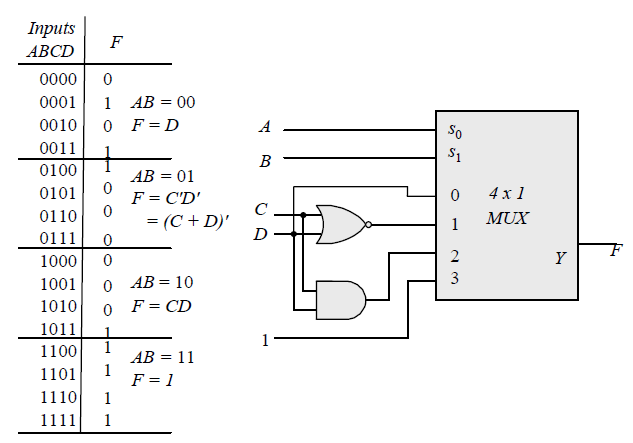 Inputs
ABCD F
0000 0
0001 1 AB = 00
0010 0 F = D
0011 1
0100 1 AB = 01
0101 0 F = C'D'
0110 0 = (C + D)'
0111 0
1000 0
1001 0 AB = 10
1010 0 F = CD
1011 1
1100 1 AB = 11
1101 1 F = 1
1110 1
1111 1
A s0
B s1
0 4 x 1
C 1 MUX
D
2 Y F
3
1